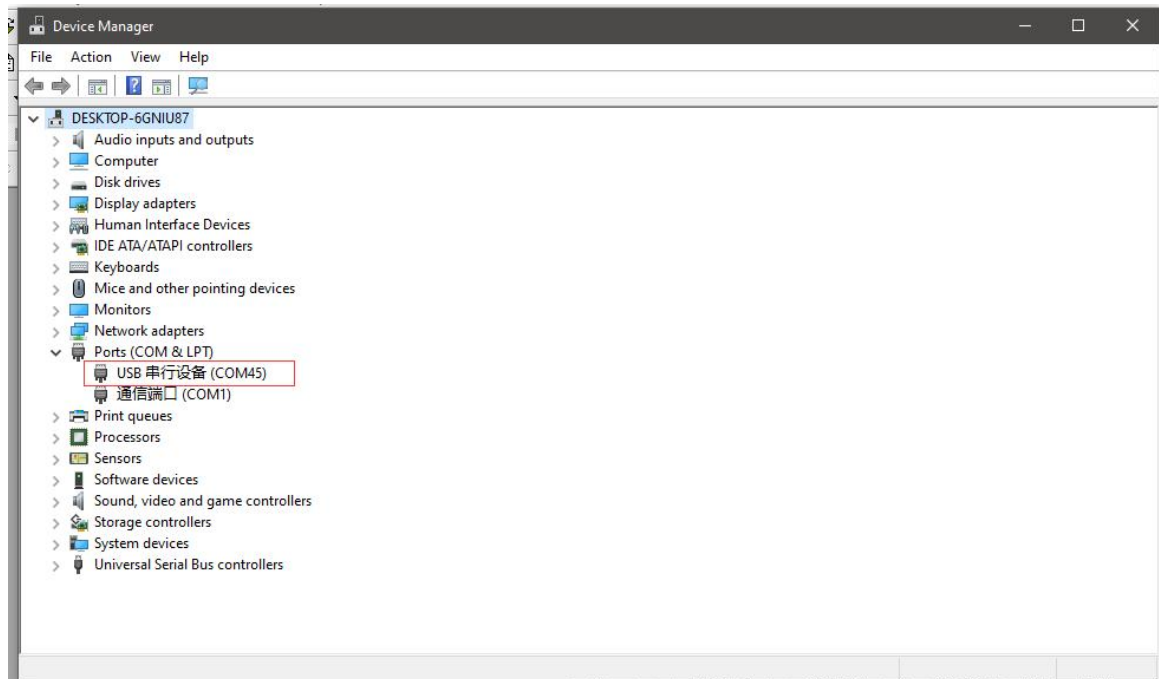 Device Manager
File Action View Help
DESKTOP-6GNIU87
Audio inputs and outputs
Computer
Disk drives
Display adapters
Human Interface Devices
IDE ATA/ATAPI controllers
Keyboards
Mice and other pointing devices
Monitors
Network adapters
Ports (COM & LPT)
USB 串行设备 (COM45)
通信端口 (COM1)
Print queues
Processors
Sensors
Software devices
Sound, video and game controllers
Storage controllers
System devices
Universal Serial Bus controllers